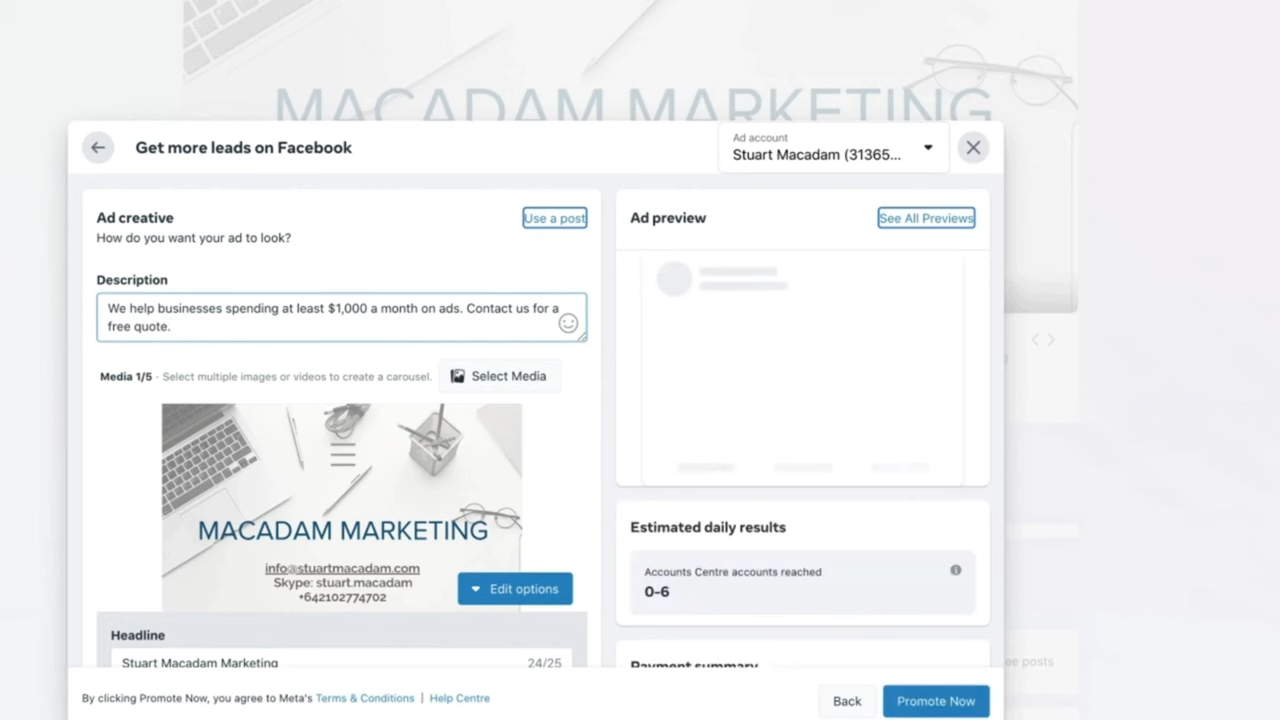 MACADAM MARKETING
Get more leads on Facebook
Ad account
Stuart Macadam (31365...
Ad creative
Use a post
How do you want your ad to look?
Description
We help businesses spending at least $1,000 a month on ads. Contact us for a
free quote.
Media 1/5 · Select multiple images or videos to create a carousel.
Select Media
MACADAM MARKETING
info@stuartmacadam.com
Skype: stuart.macadam
+642102774702
Edit options
Headline
Stuart Macadam Marketing
24/25
Ad preview
See All Previews
Estimated daily results
Accounts Centre accounts reached
0-6
Payment summary
ee posts
By clicking Promote Now, you agree to Meta's Terms & Conditions | Help Centre
Back
Promote Now